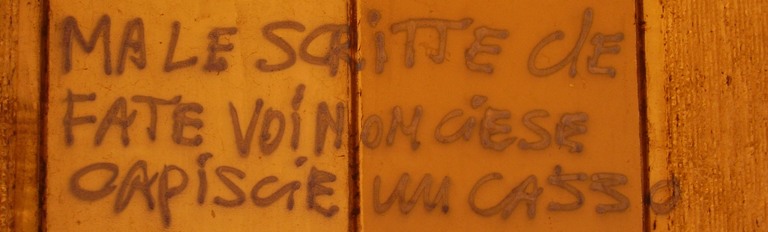 MA LE SCRITTE CHE
FATE VOI NON CIESE
CAPISCIE UN CASSO